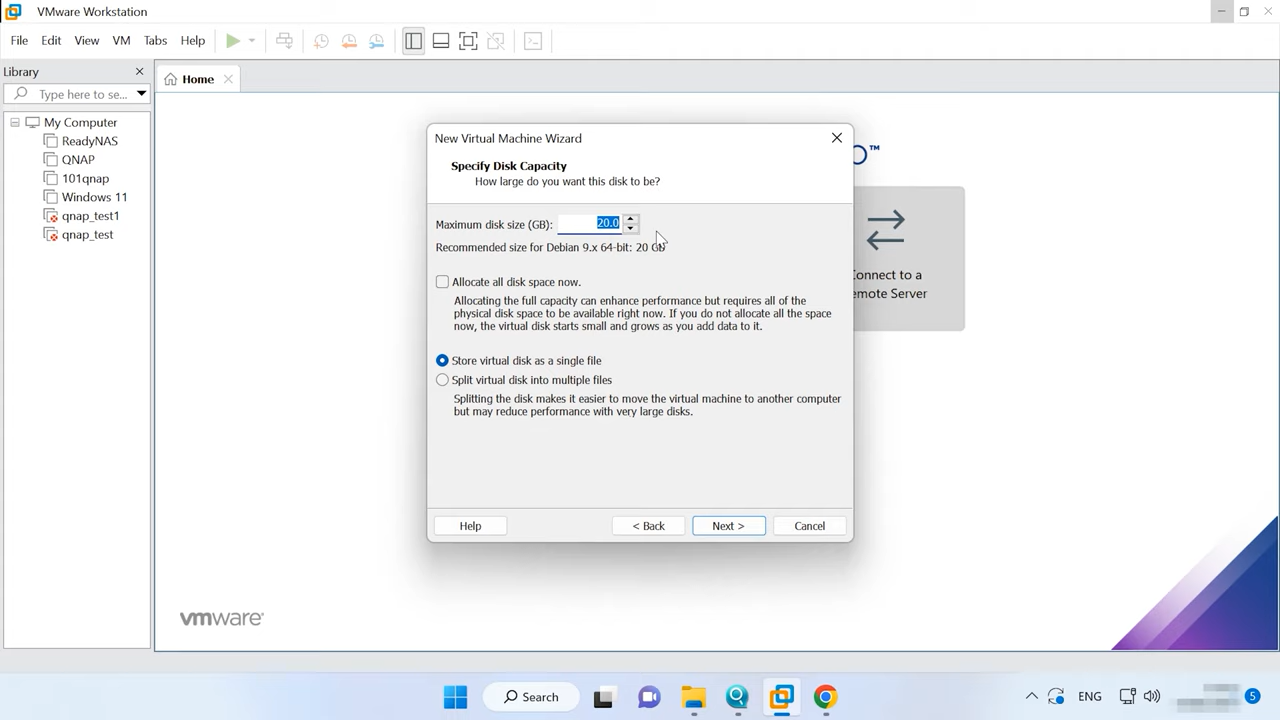 VMware Workstation
File Edit View VM Tabs Help
Library
Type here to se...
Home
My Computer
ReadyNAS
QNAP
101qnap
Windows 11
qnap_test1
qnap_test
O™
Connect to a
emote Server
New Virtual Machine Wizard
Specify Disk Capacity
How large do you want this disk to be?
Maximum disk size (GB): 20.0
Recommended size for Debian 9.x 64-bit: 20 GB
Allocate all disk space now.
Allocating the full capacity can enhance performance but requires all of the
physical disk space to be available right now. If you do not allocate all the space
now, the virtual disk starts small and grows as you add data to it.
Store virtual disk as a single file
Split virtual disk into multiple files
Splitting the disk makes it easier to move the virtual machine to another computer
but may reduce performance with very large disks.
Help < Back Next > Cancel
vmware®
Search ENG 5